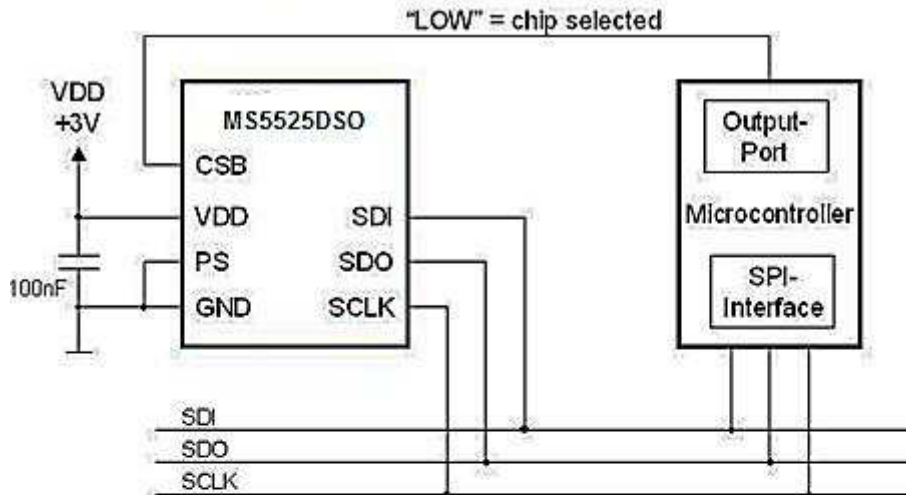 "LOW" = chip selected
VDD
+3V
MS5525DSO
CSB
VDD
PS
GND
SDI
SDO
SCLK
100nF
Output-
Port
Microcontroller
SPI-
Interface
SDI
SDO
SCLK